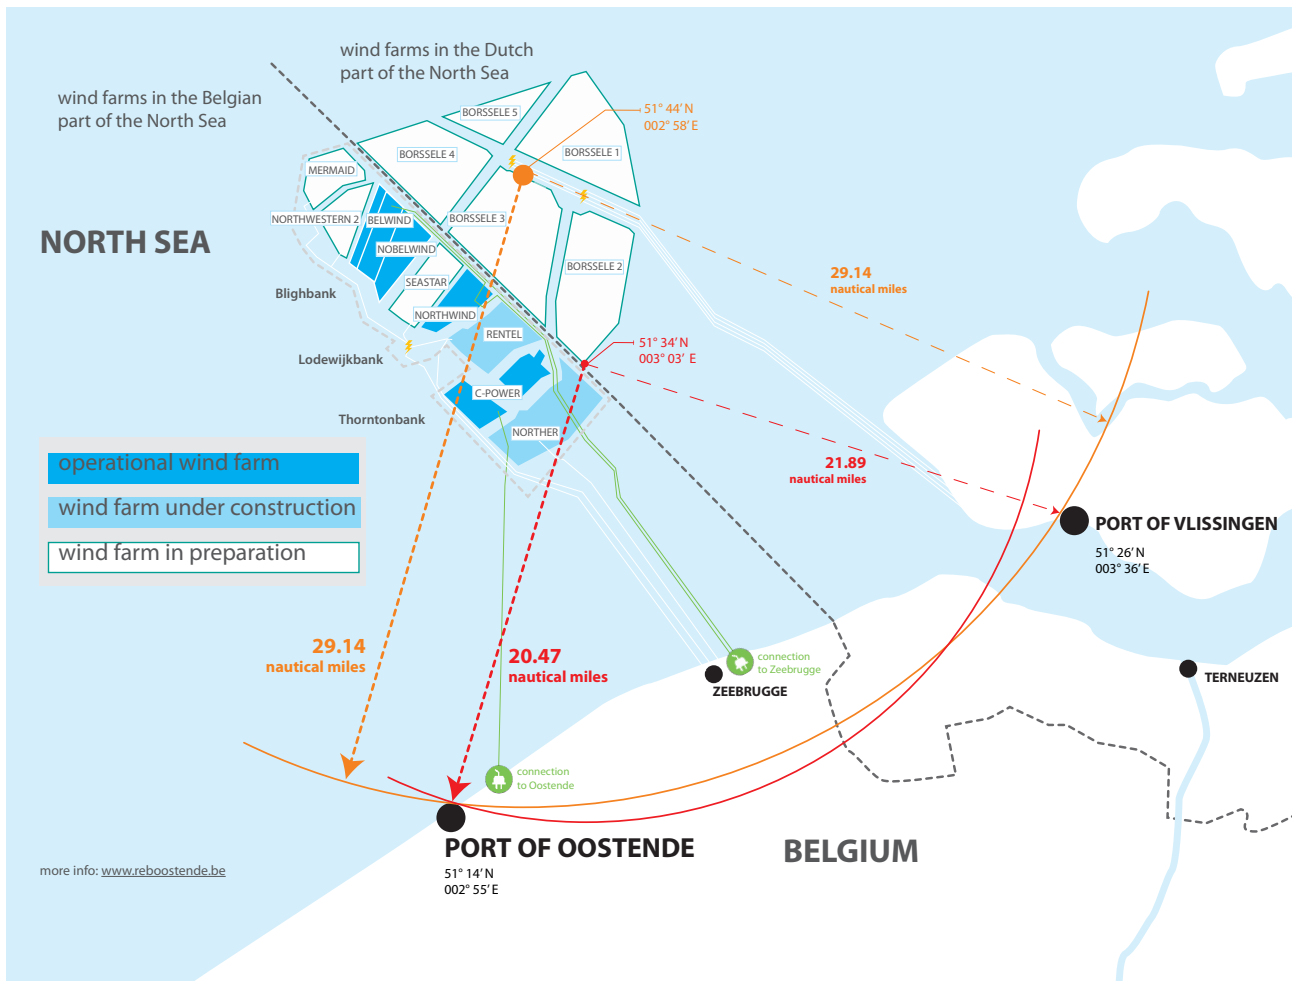 wind farms in the Dutch
part of the North Sea
wind farms in the Belgian
part of the North Sea
BORSSELE 5
51° 44′ N
002° 58′ E
BORSSELE 4
BORSSELE 1
MERMAID
NORTHWESTERN 2
BELWIND
BORSSELE 3
NORTH SEA
NOBELWIND
BORSSELE 2
SEASTAR
29.14
nautical miles
Blighbank
NORTHWIND
RENTEL
51° 34′ N
003° 03′ E
Lodewijkbank
C-POWER
Thorntonbank
NORTHER
operational wind farm
wind farm under construction
wind farm in preparation
21.89
nautical miles
PORT OF VLISSINGEN
51° 26′ N
003° 36′ E
29.14
nautical miles
20.47
nautical miles
connection
to Zeebrugge
ZEEBRUGGE
TERNEUZEN
connection
to Oostende
PORT OF OOSTENDE
51° 14′ N
002° 55′ E
BELGIUM
more info: www.reboostende.be